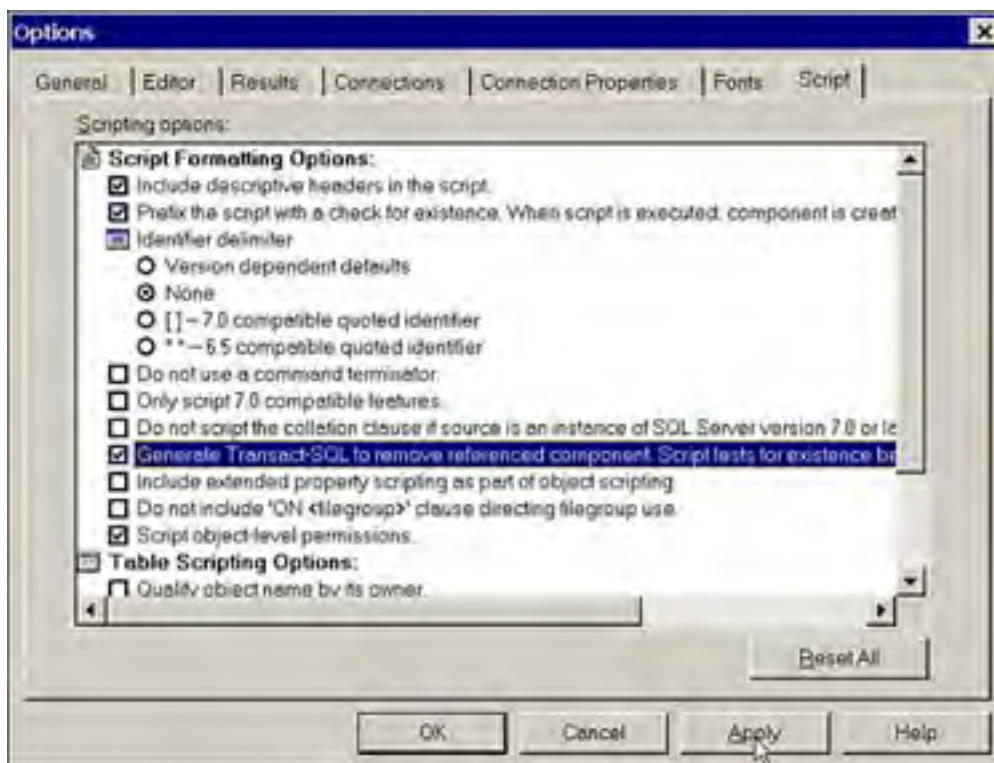 Options
General Editor Results Connections Connection Properties Fonts Script
Scripting options:
Script Formatting Options:
Include descriptive headers in the script.
Prefix the script with a check for existence. When script is executed, component is creat
Identifier delimiter
Version dependent defaults
None
[ ] – 7.0 compatible quoted identifier
" " – 6.5 compatible quoted identifier
Do not use a command terminator.
Only script 7.0 compatible features.
Do not script the collation clause if source is an instance of SQL Server version 7.0 or le
Generate Transact-SQL to remove referenced component. Script tests for existence be
Include extended property scripting as part of object scripting
Do not include 'ON <filegroup>' clause directing filegroup use.
Script object-level permissions.
Table Scripting Options:
Qualify object name by its owner.
Reset All
OK Cancel Apply Help